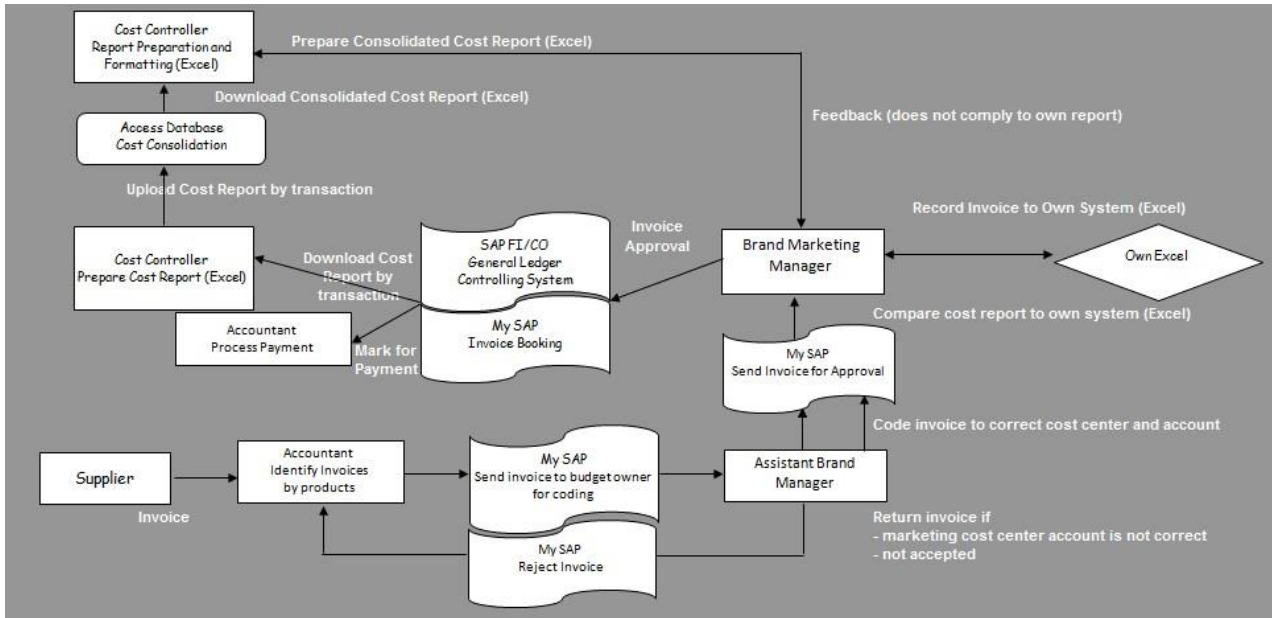 Cost Controller
Report Preparation and
Formatting (Excel)
Prepare Consolidated Cost Report (Excel)
Download Consolidated Cost Report (Excel)
Feedback (does not comply to own report)
Access Database
Cost Consolidation
Upload Cost Report by transaction
Record Invoice to Own System (Excel)
Cost Controller
Prepare Cost Report (Excel)
Download Cost
Report by
transaction
SAP FI/CO
General Ledger
Controlling System
Invoice
Approval
Brand Marketing
Manager
Own Excel
Compare cost report to own system (Excel)
Accountant
Process Payment
Mark for
Payment
My SAP
Invoice Booking
My SAP
Send Invoice for Approval
Code invoice to correct cost center and account
Supplier
Invoice
Accountant
Identify Invoices
by products
My SAP
Send invoice to budget owner
for coding
Assistant Brand
Manager
My SAP
Reject Invoice
Return invoice if
- marketing cost center account is not correct
- not accepted